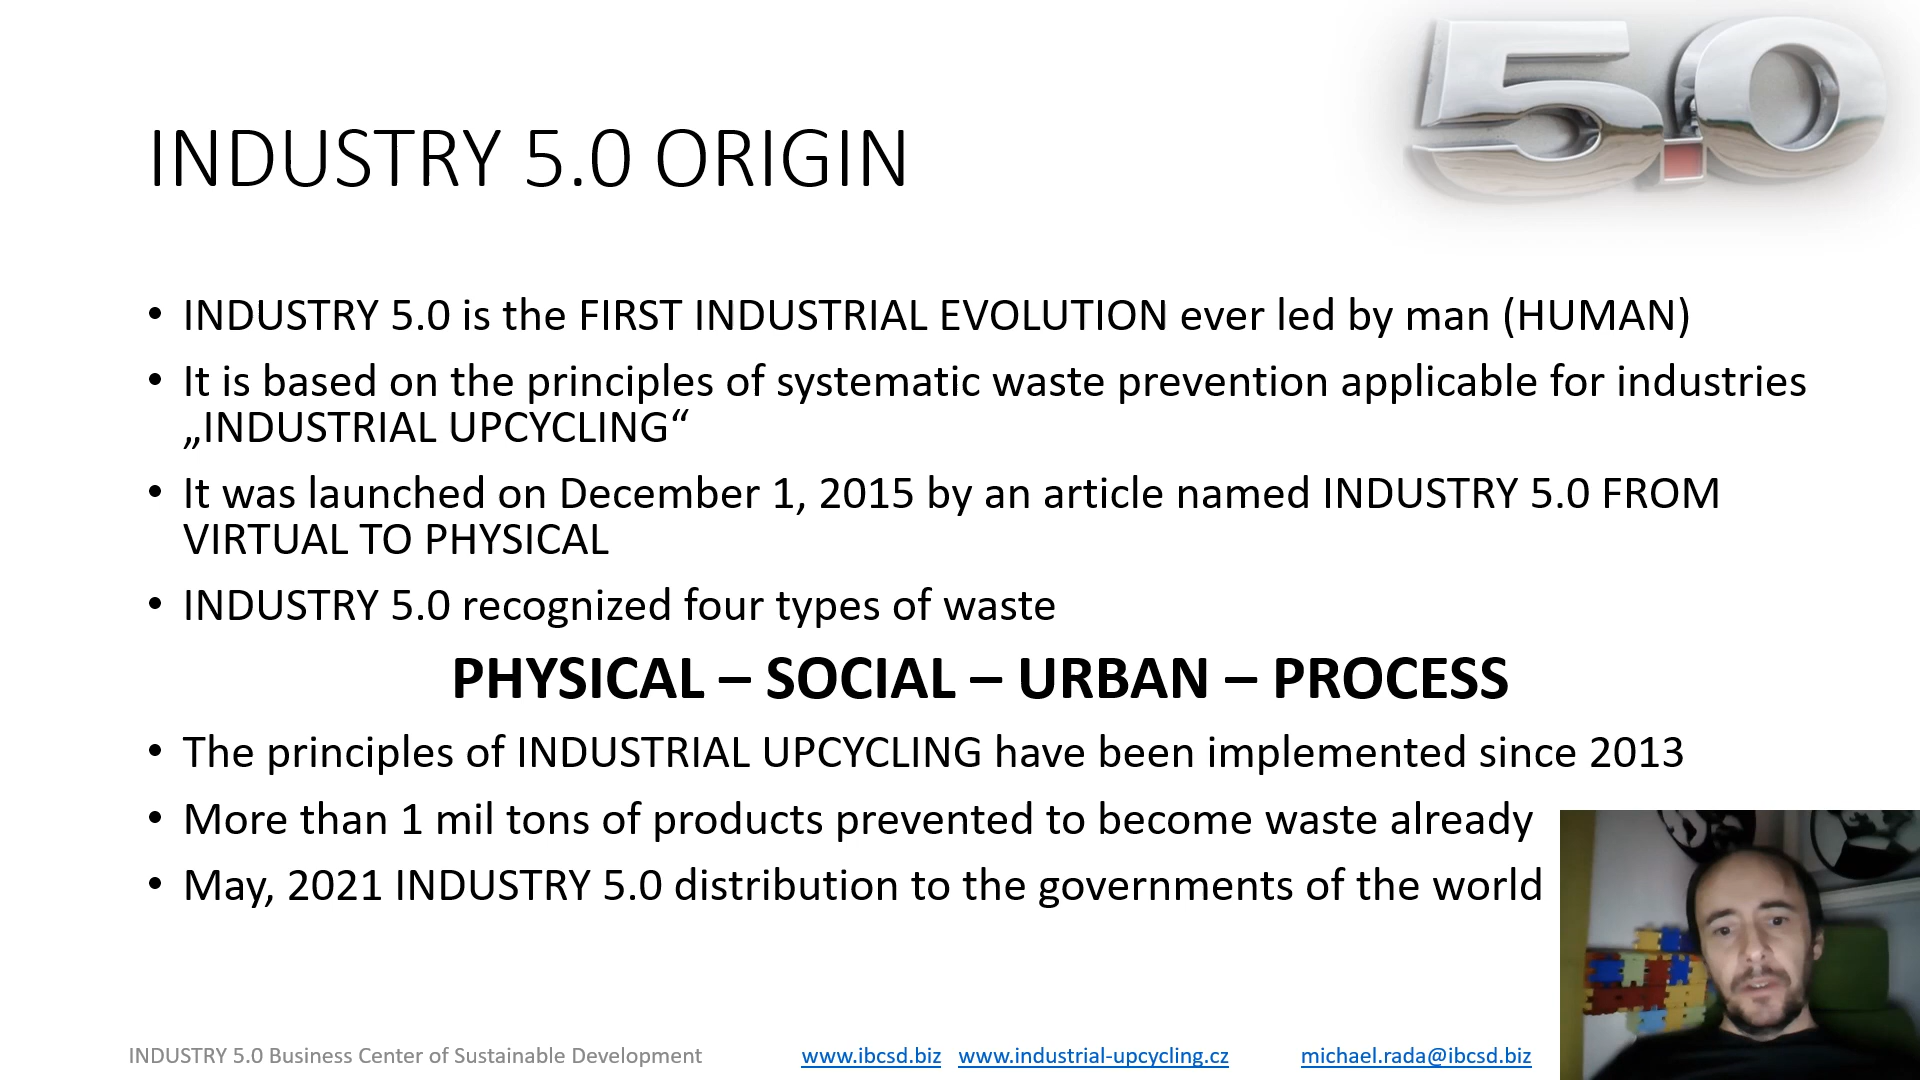 5.0
INDUSTRY 5.0 ORIGIN
• INDUSTRY 5.0 is the FIRST INDUSTRIAL EVOLUTION ever led by man (HUMAN)
• It is based on the principles of systematic waste prevention applicable for industries
„INDUSTRIAL UPCYCLING“
• It was launched on December 1, 2015 by an article named INDUSTRY 5.0 FROM
VIRTUAL TO PHYSICAL
• INDUSTRY 5.0 recognized four types of waste
PHYSICAL – SOCIAL – URBAN – PROCESS
• The principles of INDUSTRIAL UPCYCLING have been implemented since 2013
• More than 1 mil tons of products prevented to become waste already
• May, 2021 INDUSTRY 5.0 distribution to the governments of the world
INDUSTRY 5.0 Business Center of Sustainable Development www.ibcsd.biz www.industrial-upcycling.cz michael.rada@ibcsd.biz